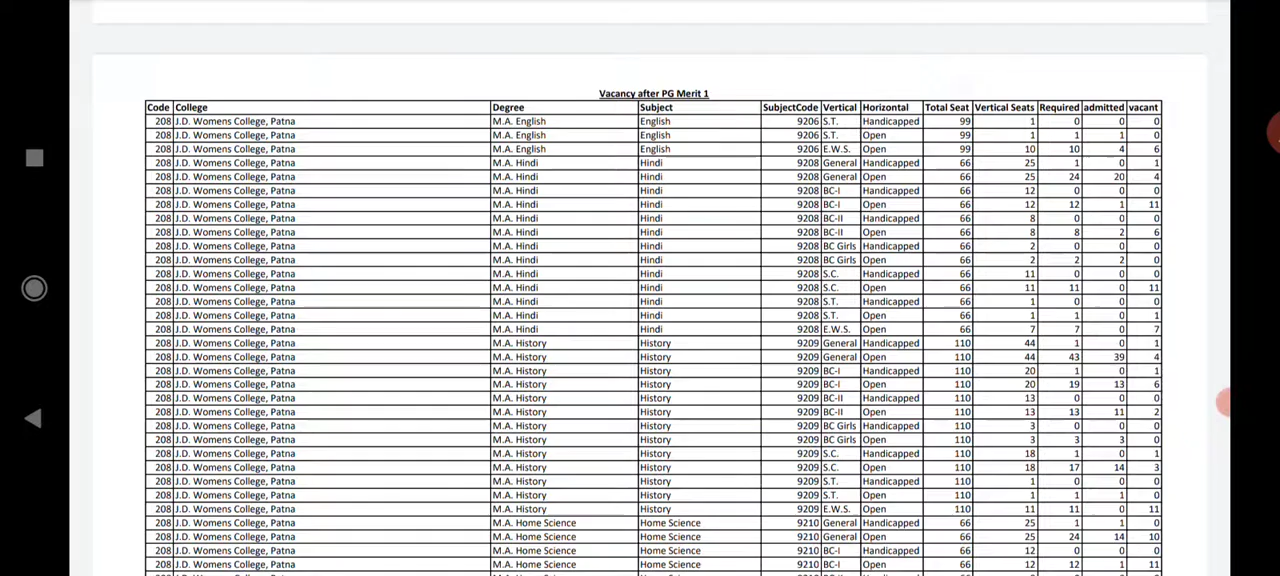 Vacancy after PG Merit 1
Code College Degree Subject SubjectCode Vertical Horizontal Total Seat Vertical Seats Required admitted vacant
208 J.D. Womens College, Patna M.A. English English 9206 S.T. Handicapped 99 1 0 0 0
208 J.D. Womens College, Patna M.A. English English 9206 S.T. Open 99 1 1 1 0
208 J.D. Womens College, Patna M.A. English English 9206 E.W.S. Open 99 10 10 4 6
208 J.D. Womens College, Patna M.A. Hindi Hindi 9208 General Handicapped 66 25 1 0 1
208 J.D. Womens College, Patna M.A. Hindi Hindi 9208 General Open 66 25 24 20 4
208 J.D. Womens College, Patna M.A. Hindi Hindi 9208 BC-I Handicapped 66 12 0 0 0
208 J.D. Womens College, Patna M.A. Hindi Hindi 9208 BC-I Open 66 12 12 1 11
208 J.D. Womens College, Patna M.A. Hindi Hindi 9208 BC-II Handicapped 66 8 0 0 0
208 J.D. Womens College, Patna M.A. Hindi Hindi 9208 BC-II Open 66 8 8 2 6
208 J.D. Womens College, Patna M.A. Hindi Hindi 9208 BC Girls Handicapped 66 2 0 0 0
208 J.D. Womens College, Patna M.A. Hindi Hindi 9208 BC Girls Open 66 2 2 2 0
208 J.D. Womens College, Patna M.A. Hindi Hindi 9208 S.C. Handicapped 66 11 0 0 0
208 J.D. Womens College, Patna M.A. Hindi Hindi 9208 S.C. Open 66 11 11 0 11
208 J.D. Womens College, Patna M.A. Hindi Hindi 9208 S.T. Handicapped 66 1 0 0 0
208 J.D. Womens College, Patna M.A. Hindi Hindi 9208 S.T. Open 66 1 1 0 1
208 J.D. Womens College, Patna M.A. Hindi Hindi 9208 E.W.S. Open 66 7 7 0 7
208 J.D. Womens College, Patna M.A. History History 9209 General Handicapped 110 44 1 0 1
208 J.D. Womens College, Patna M.A. History History 9209 General Open 110 44 43 39 4
208 J.D. Womens College, Patna M.A. History History 9209 BC-I Handicapped 110 20 1 0 1
208 J.D. Womens College, Patna M.A. History History 9209 BC-I Open 110 20 19 13 6
208 J.D. Womens College, Patna M.A. History History 9209 BC-II Handicapped 110 13 0 0 0
208 J.D. Womens College, Patna M.A. History History 9209 BC-II Open 110 13 13 11 2
208 J.D. Womens College, Patna M.A. History History 9209 BC Girls Handicapped 110 3 0 0 0
208 J.D. Womens College, Patna M.A. History History 9209 BC Girls Open 110 3 3 3 0
208 J.D. Womens College, Patna M.A. History History 9209 S.C. Handicapped 110 18 1 0 1
208 J.D. Womens College, Patna M.A. History History 9209 S.C. Open 110 18 17 14 3
208 J.D. Womens College, Patna M.A. History History 9209 S.T. Handicapped 110 1 0 0 0
208 J.D. Womens College, Patna M.A. History History 9209 S.T. Open 110 1 1 1 0
208 J.D. Womens College, Patna M.A. History History 9209 E.W.S. Open 110 11 11 0 11
208 J.D. Womens College, Patna M.A. Home Science Home Science 9210 General Handicapped 66 25 1 1 0
208 J.D. Womens College, Patna M.A. Home Science Home Science 9210 General Open 66 25 24 14 10
208 J.D. Womens College, Patna M.A. Home Science Home Science 9210 BC-I Handicapped 66 12 0 0 0
208 J.D. Womens College, Patna M.A. Home Science Home Science 9210 BC-I Open 66 12 12 1 11